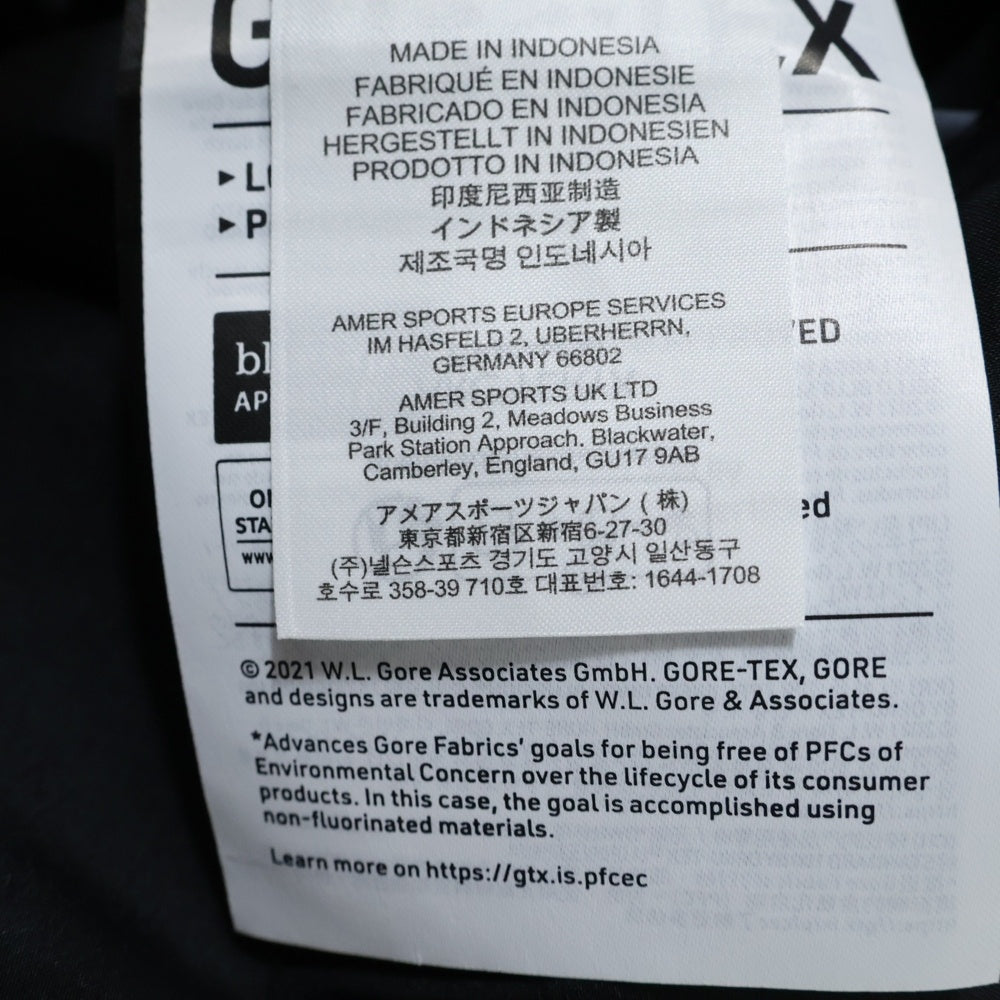 MADE IN INDONESIA
FABRIQUÉ EN INDONESIE
FABRICADO EN INDONESIA
HERGESTELLT IN INDONESIEN
PRODOTTO IN INDONESIA
印度尼西亚制造
インドネシア製
제조국명 인도네시아
AMER SPORTS EUROPE SERVICES
IM HASFELD 2, UBERHERRN,
GERMANY 66802
AMER SPORTS UK LTD
3/F, Building 2, Meadows Business
Park Station Approach. Blackwater,
Camberley, England, GU17 9AB
アメアスポーツジャパン ( 株)
東京都新宿区新宿6-27-30
(주)넬슨스포츠 경기도 고양시 일산동구
호수로 358-39 710호 대표번호: 1644-1708
© 2021 W.L. Gore Associates GmbH. GORE-TEX, GORE
and designs are trademarks of W.L. Gore & Associates.
*Advances Gore Fabrics' goals for being free of PFCs of
Environmental Concern over the lifecycle of its consumer
products. In this case, the goal is accomplished using
non-fluorinated materials.
Learn more on https://gtx.is.pfcec